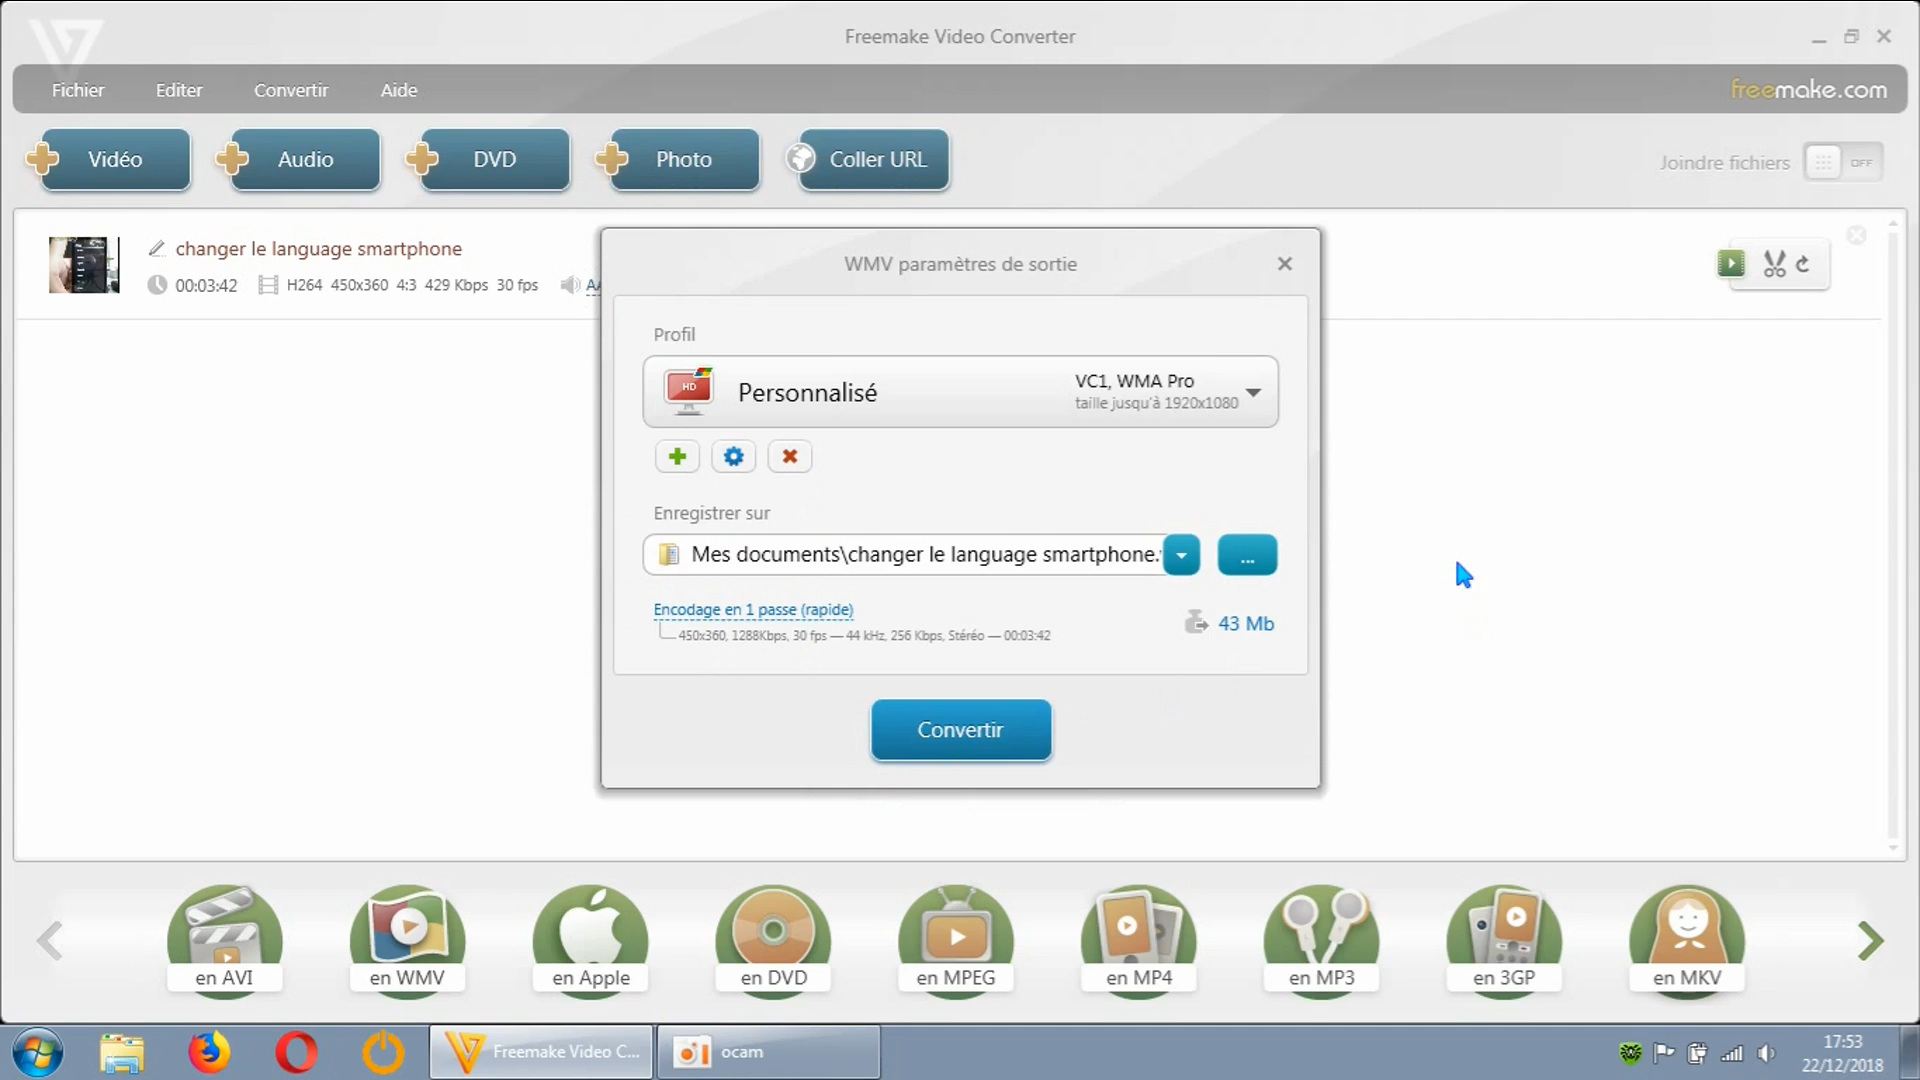 Freemake Video Converter
Fichier Editer Convertir Aide
freemake.com
Vidéo Audio DVD Photo Coller URL
Joindre fichiers OFF
changer le language smartphone
00:03:42 H264 450x360 4:3 429 Kbps 30 fps
WMV paramètres de sortie
Profil
HD
Personnalisé
VC1, WMA Pro
taille jusqu'à 1920x1080
Enregistrer sur
Mes documents\changer le language smartphone.
...
Encodage en 1 passe (rapide)
450x360, 1288Kbps, 30 fps — 44 kHz, 256 Kbps, Stéréo — 00:03:42
43 Mb
Convertir
en AVI en WMV en Apple en DVD en MPEG en MP4 en MP3 en 3GP en MKV
Freemake Video C...
ocam
17:53
22/12/2018